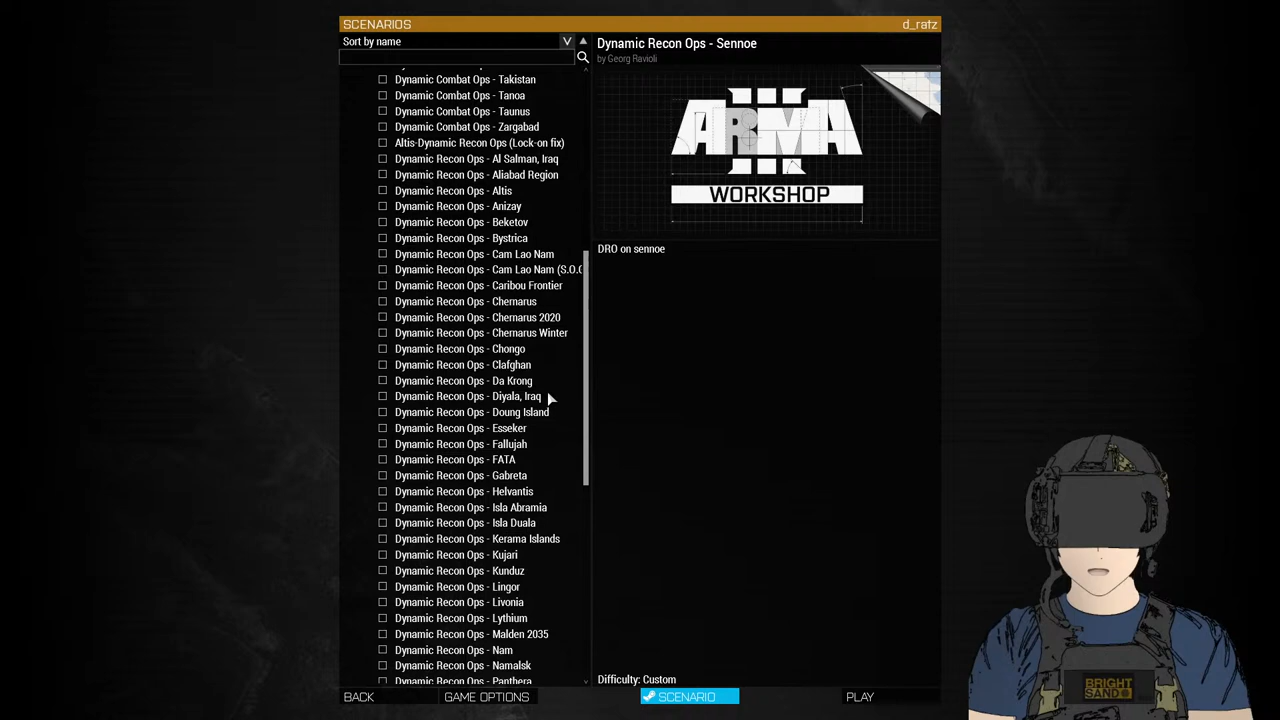 SCENARIOS
d_ratz
Sort by name
Dynamic Recon Ops - Sennoe
by Georg Ravioli
Dynamic Combat Ops - Takistan
Dynamic Combat Ops - Tanoa
Dynamic Combat Ops - Taunus
Dynamic Combat Ops - Zargabad
Altis-Dynamic Recon Ops (Lock-on fix)
Dynamic Recon Ops - Al Salman, Iraq
Dynamic Recon Ops - Aliabad Region
Dynamic Recon Ops - Altis
Dynamic Recon Ops - Anizay
Dynamic Recon Ops - Beketov
Dynamic Recon Ops - Bystrica
Dynamic Recon Ops - Cam Lao Nam
Dynamic Recon Ops - Cam Lao Nam (S.O.
Dynamic Recon Ops - Caribou Frontier
Dynamic Recon Ops - Chernarus
Dynamic Recon Ops - Chernarus 2020
Dynamic Recon Ops - Chernarus Winter
Dynamic Recon Ops - Chongo
Dynamic Recon Ops - Clafghan
Dynamic Recon Ops - Da Krong
Dynamic Recon Ops - Diyala, Iraq
Dynamic Recon Ops - Doung Island
Dynamic Recon Ops - Esseker
Dynamic Recon Ops - Fallujah
Dynamic Recon Ops - FATA
Dynamic Recon Ops - Gabreta
Dynamic Recon Ops - Helvantis
Dynamic Recon Ops - Isla Abramia
Dynamic Recon Ops - Isla Duala
Dynamic Recon Ops - Kerama Islands
Dynamic Recon Ops - Kujari
Dynamic Recon Ops - Kunduz
Dynamic Recon Ops - Lingor
Dynamic Recon Ops - Livonia
Dynamic Recon Ops - Lythium
Dynamic Recon Ops - Malden 2035
Dynamic Recon Ops - Nam
Dynamic Recon Ops - Namalsk
Dynamic Recon Ops - Panthera
ARMA
III
WORKSHOP
DRO on sennoe
Difficulty: Custom
BACK
GAME OPTIONS
SCENARIO
PLAY
BRIGHT
SAND